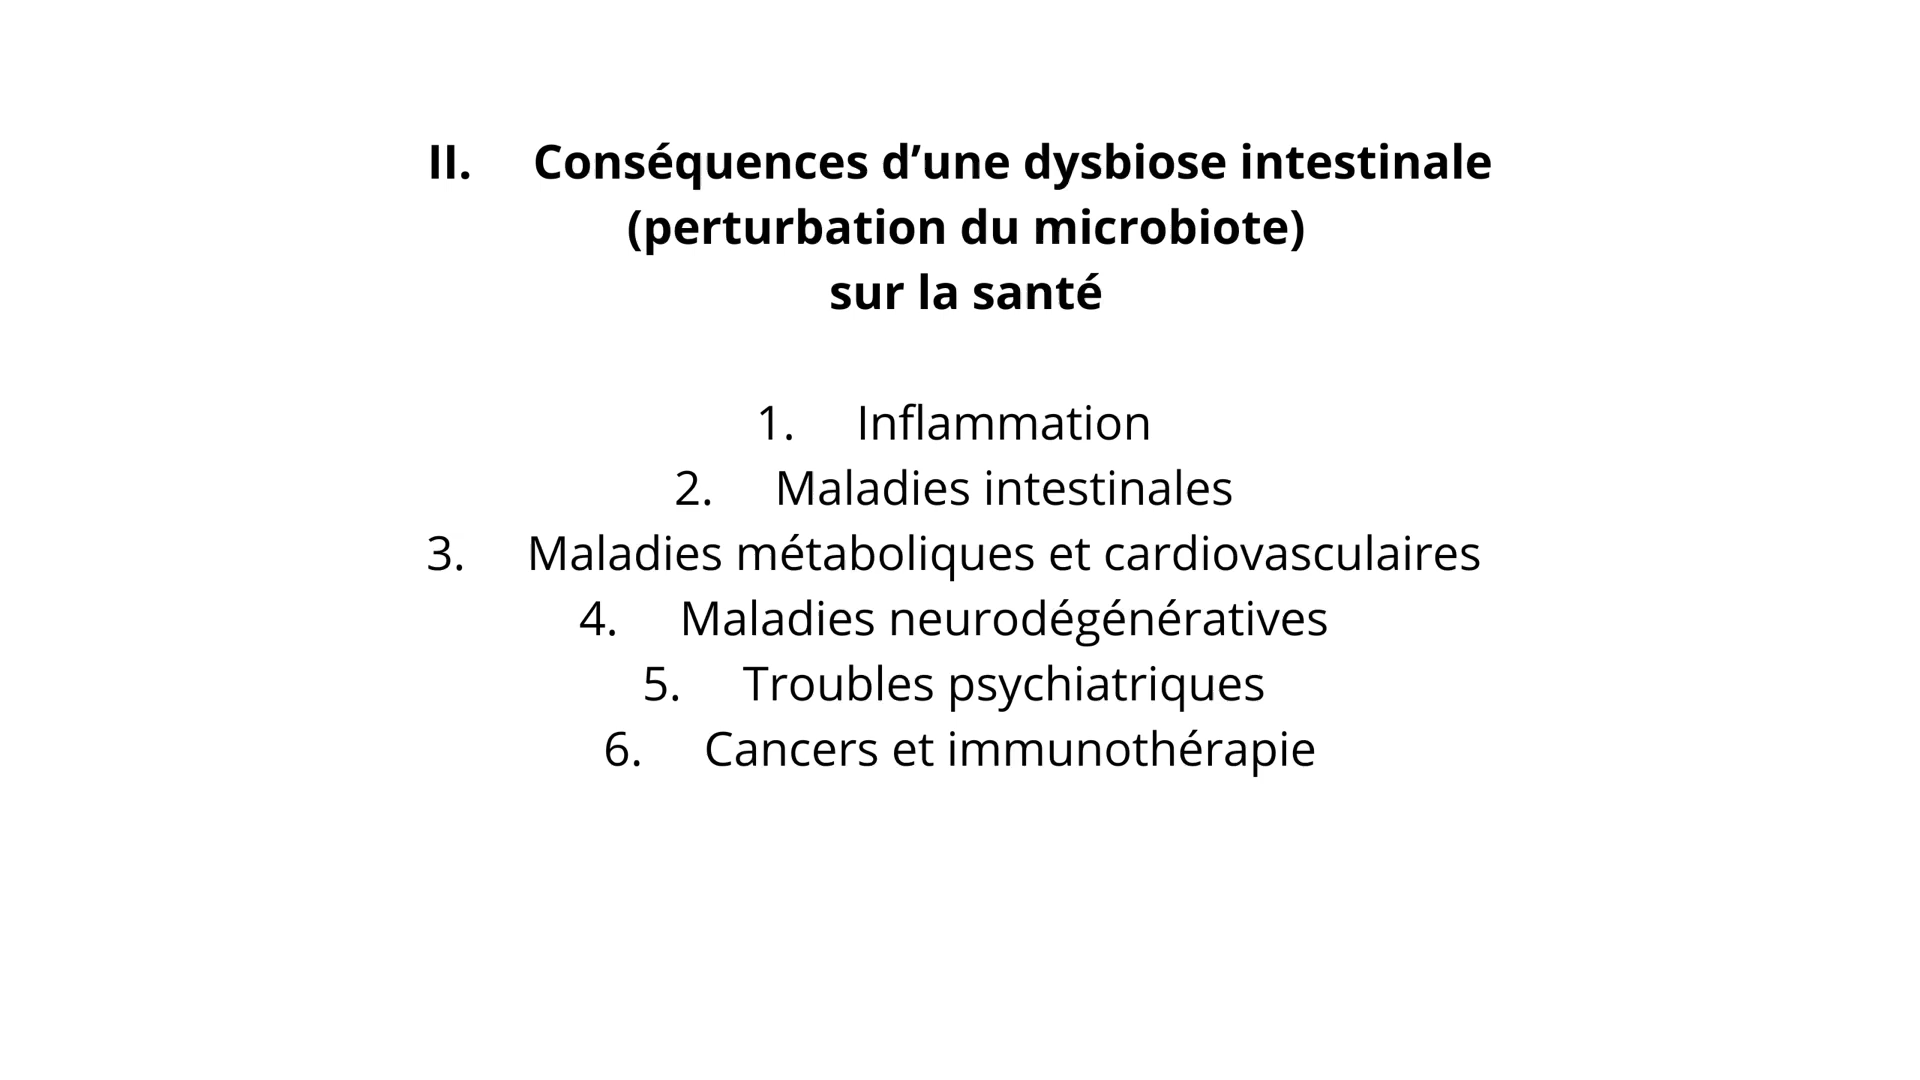 II. Conséquences d’une dysbiose intestinale
(perturbation du microbiote)
sur la santé
1. Inflammation
2. Maladies intestinales
3. Maladies métaboliques et cardiovasculaires
4. Maladies neurodégénératives
5. Troubles psychiatriques
6. Cancers et immunothérapie